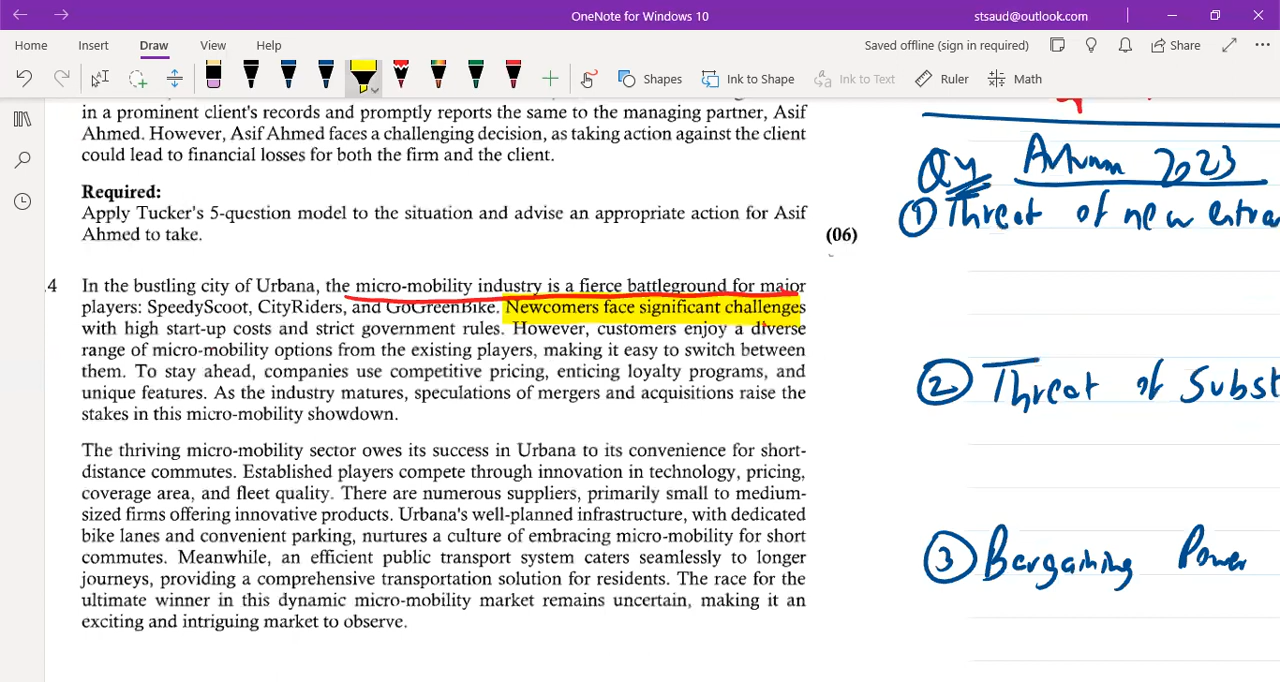 OneNote for Windows 10
stsaud@outlook.com
Home Insert Draw View Help
Saved offline (sign in required)
Share
Shapes
Ink to Shape
Ink to Text
Ruler
Math
in a prominent client's records and promptly reports the same to the managing partner, Asif
Ahmed. However, Asif Ahmed faces a challenging decision, as taking action against the client
could lead to financial losses for both the firm and the client.
Required:
Apply Tucker's 5-question model to the situation and advise an appropriate action for Asif
Ahmed to take.
(06)
.4 In the bustling city of Urbana, the micro-mobility industry is a fierce battleground for major
players: SpeedyScoot, CityRiders, and GoGreenBike. Newcomers face significant challenges
with high start-up costs and strict government rules. However, customers enjoy a diverse
range of micro-mobility options from the existing players, making it easy to switch between
them. To stay ahead, companies use competitive pricing, enticing loyalty programs, and
unique features. As the industry matures, speculations of mergers and acquisitions raise the
stakes in this micro-mobility showdown.
The thriving micro-mobility sector owes its success in Urbana to its convenience for short-
distance commutes. Established players compete through innovation in technology, pricing,
coverage area, and fleet quality. There are numerous suppliers, primarily small to medium-
sized firms offering innovative products. Urbana's well-planned infrastructure, with dedicated
bike lanes and convenient parking, nurtures a culture of embracing micro-mobility for short
commutes. Meanwhile, an efficient public transport system caters seamlessly to longer
journeys, providing a comprehensive transportation solution for residents. The race for the
ultimate winner in this dynamic micro-mobility market remains uncertain, making it an
exciting and intriguing market to observe.
Q4 Autumn 2023
① Threat of new entra
② Threat of Subst
③ Bargaining Power